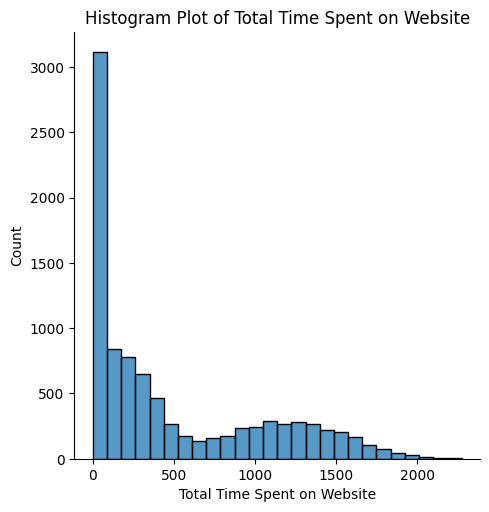 Histogram Plot of Total Time Spent on Website
3000
2500
2000
1500
1000
500
0
Count
0 500 1000 1500 2000
Total Time Spent on Website